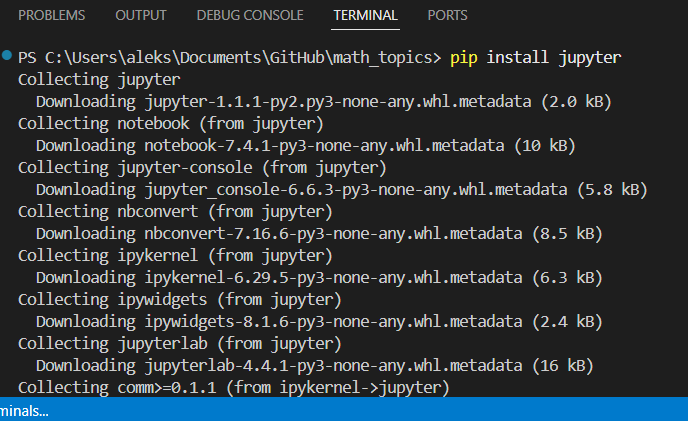 PROBLEMS OUTPUT DEBUG CONSOLE TERMINAL PORTS
PS C:\Users\aleks\Documents\GitHub\math_topics> pip install jupyter
Collecting jupyter
  Downloading jupyter-1.1.1-py2.py3-none-any.whl.metadata (2.0 kB)
Collecting notebook (from jupyter)
  Downloading notebook-7.4.1-py3-none-any.whl.metadata (10 kB)
Collecting jupyter-console (from jupyter)
  Downloading jupyter_console-6.6.3-py3-none-any.whl.metadata (5.8 kB)
Collecting nbconvert (from jupyter)
  Downloading nbconvert-7.16.6-py3-none-any.whl.metadata (8.5 kB)
Collecting ipykernel (from jupyter)
  Downloading ipykernel-6.29.5-py3-none-any.whl.metadata (6.3 kB)
Collecting ipywidgets (from jupyter)
  Downloading ipywidgets-8.1.6-py3-none-any.whl.metadata (2.4 kB)
Collecting jupyterlab (from jupyter)
  Downloading jupyterlab-4.4.1-py3-none-any.whl.metadata (16 kB)
Collecting comm>=0.1.1 (from ipykernel->jupyter)
minals...